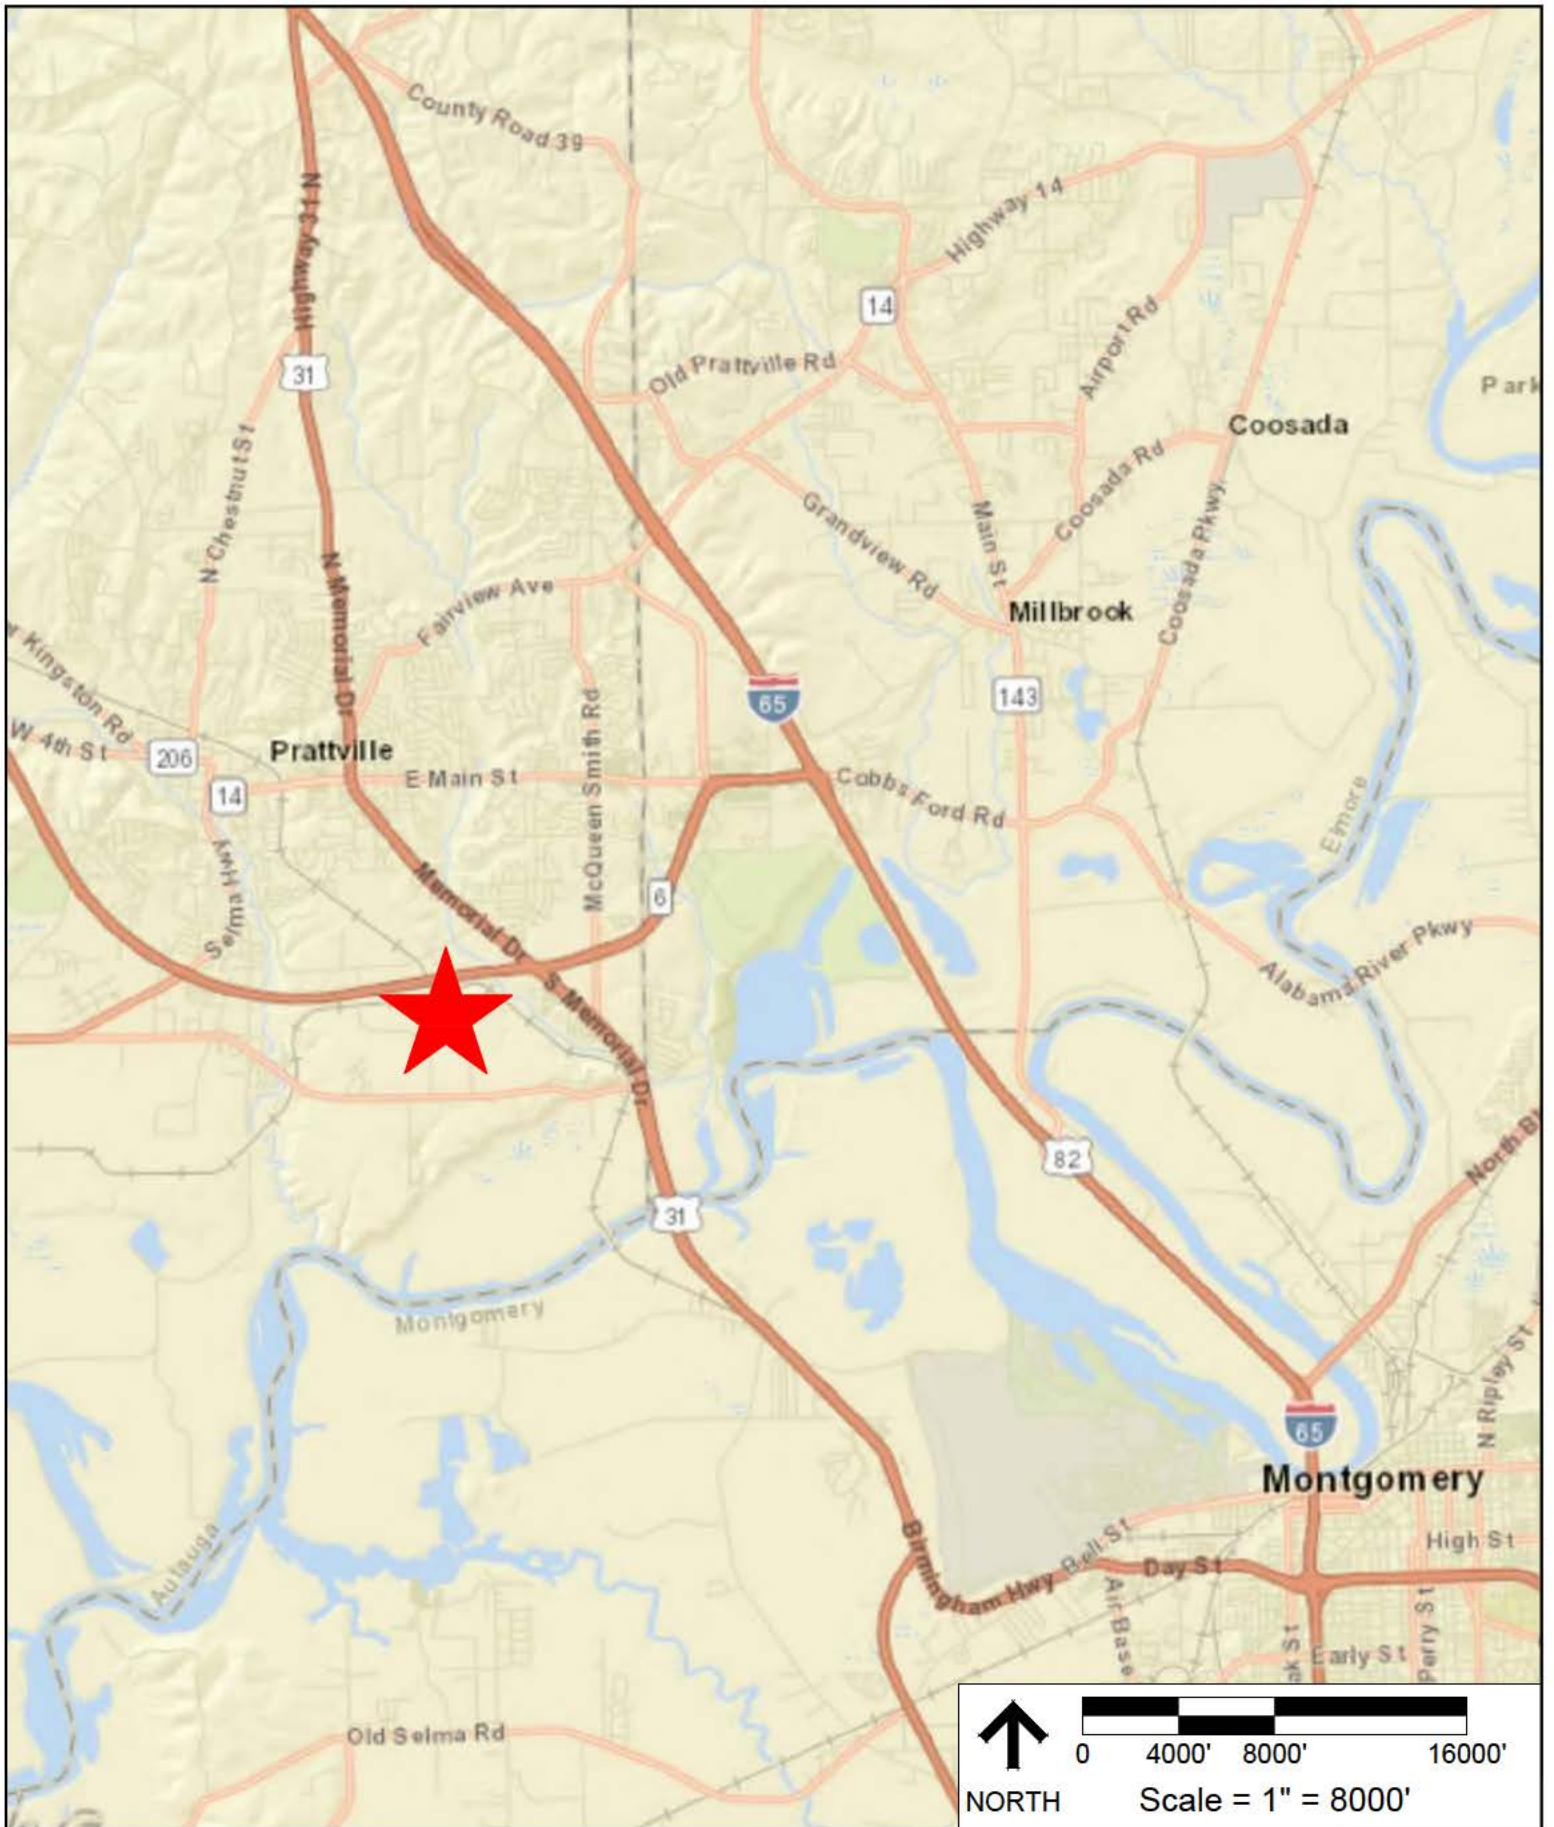 County Road 39
Highway 31 N
Highway 14
14
Airport Rd
31
Old Prattville Rd
Park
Coosada
N Chestnut St
Coosada Rd
Grandview Rd
Main St
Coosada Pkwy
N Memorial Dr
Fairview Ave
Millbrook
Kingston Rd
65
143
McQueen Smith Rd
W 4th St
206
Prattville
E Main St
Cobbs Ford Rd
14
Elmore
Selma Hwy
Memorial Dr
6
Alabama River Pkwy
S Memorial Dr
82
North Bl
31
Montgomery
N Ripley St
65
Montgomery
Autauga
Birmingham Hwy
Bell St
High St
Day St
Air Base
Perry St
ak St
Early St
Old Selma Rd
0 4000' 8000' 16000'
NORTH
Scale = 1" = 8000'